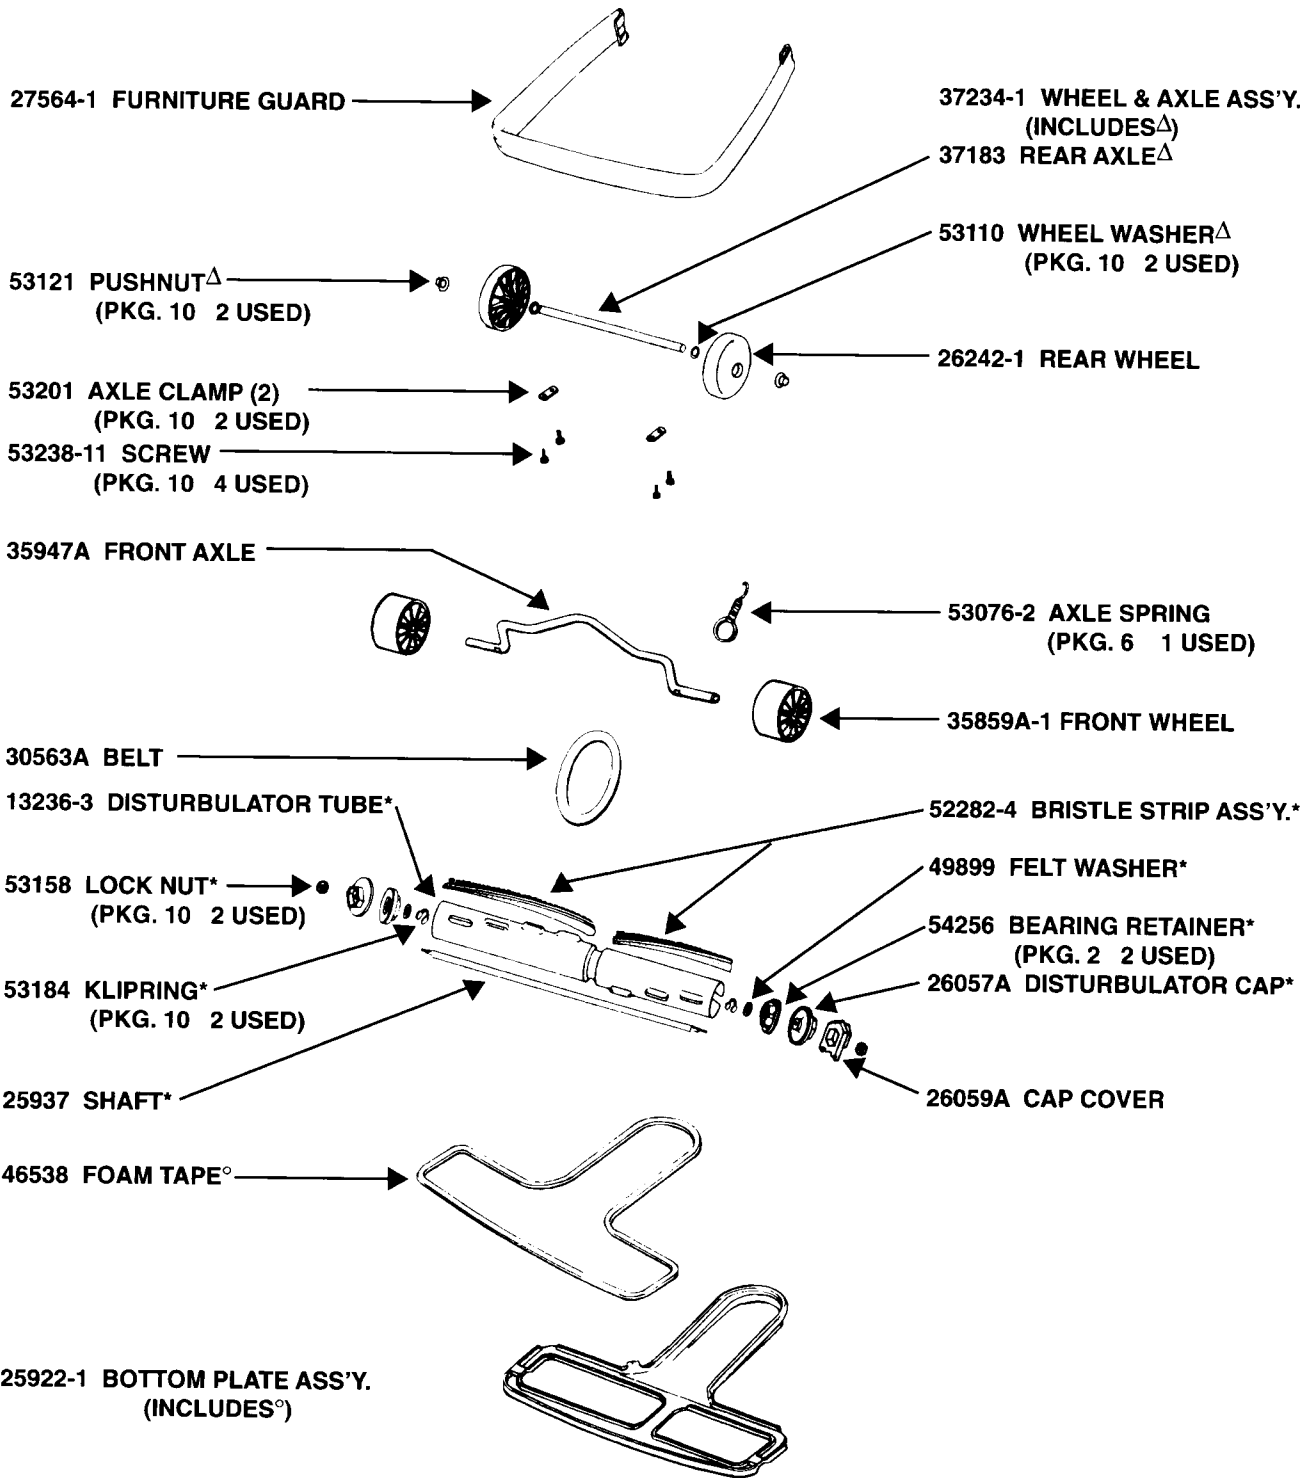 27564-1 FURNITURE GUARD
37234-1 WHEEL & AXLE ASS'Y.
(INCLUDESΔ)
37183 REAR AXLEΔ
53110 WHEEL WASHERΔ
(PKG. 10 2 USED)
53121 PUSHNUTΔ
(PKG. 10 2 USED)
26242-1 REAR WHEEL
53201 AXLE CLAMP (2)
(PKG. 10 2 USED)
53238-11 SCREW
(PKG. 10 4 USED)
35947A FRONT AXLE
53076-2 AXLE SPRING
(PKG. 6 1 USED)
35859A-1 FRONT WHEEL
30563A BELT
13236-3 DISTURBULATOR TUBE*
52282-4 BRISTLE STRIP ASS'Y.*
49899 FELT WASHER*
53158 LOCK NUT*
(PKG. 10 2 USED)
54256 BEARING RETAINER*
(PKG. 2 2 USED)
26057A DISTURBULATOR CAP*
53184 KLIPRING*
(PKG. 10 2 USED)
25937 SHAFT*
26059A CAP COVER
46538 FOAM TAPE°
25922-1 BOTTOM PLATE ASS'Y.
(INCLUDES°)